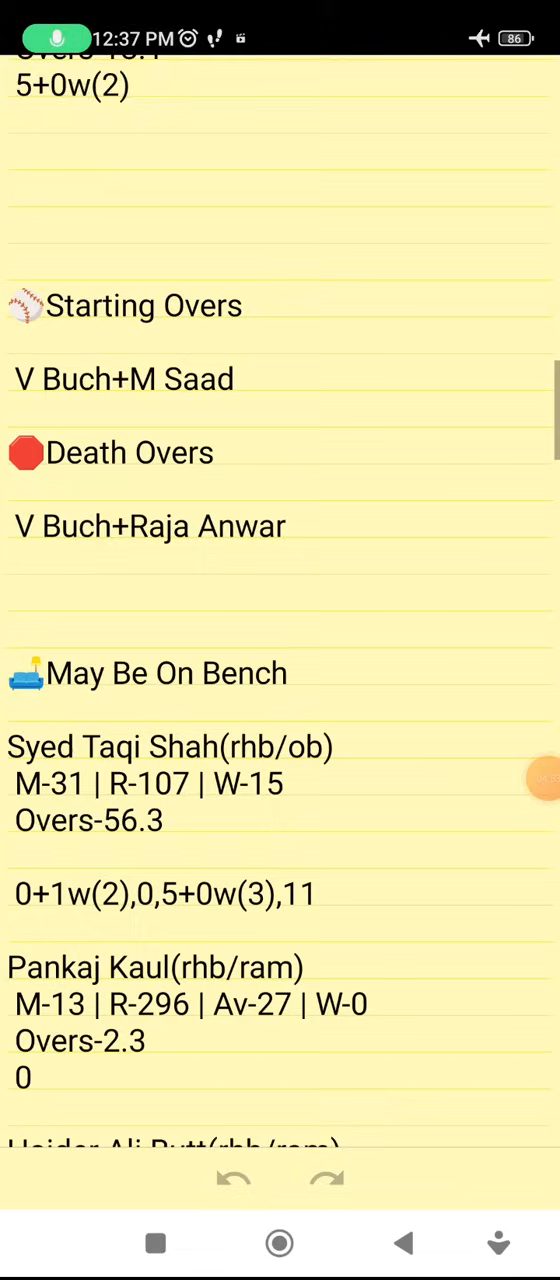 12:37 PM
86
5+0w(2)
⚾Starting Overs
V Buch+M Saad
🛑Death Overs
V Buch+Raja Anwar
🛋️May Be On Bench
Syed Taqi Shah(rhb/ob)
M-31 | R-107 | W-15
Overs-56.3
0+1w(2),0,5+0w(3),11
Pankaj Kaul(rhb/ram)
M-13 | R-296 | Av-27 | W-0
Overs-2.3
0